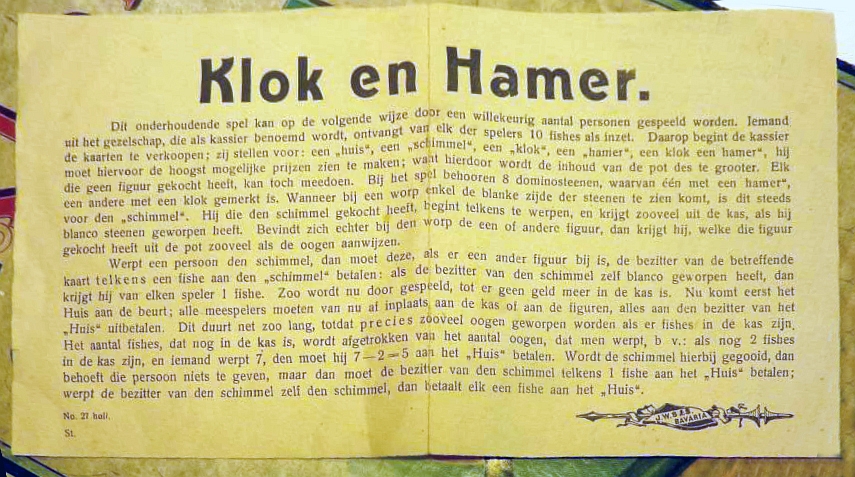 Klok en Hamer.
Dit onderhoudende spel kan op de volgende wijze door een willekeurig aantal personen gespeeld worden. Iemand
uit het gezelschap, die als kassier benoemd wordt, ontvangt van elk der spelers 10 fishes als inzet. Daarop begint de kassier
de kaarten te verkoopen; zij stellen voor: een „huis“, een „schimmel“, een „klok“, een „hamer“, een klok een hamer“, hij
moet hiervoor de hoogst mogelijke prijzen zien te maken; want hierdoor wordt de inhoud van de pot des te grooter. Elk
die geen figuur gekocht heeft, kan toch meedoen. Bij het spel behooren 8 dominosteenen, waarvan één met een hamer“,
een andere met een klok gemerkt is. Wanneer bij een worp enkel de blanke zijde der steenen te zien komt, is dit steeds
voor den „schimmel“. Hij die den schimmel gekocht heeft, begint telkens te werpen, en krijgt zooveel uit de kas, als hij
blanco steenen geworpen heeft. Bevindt zich echter bij den worp de een of andere figuur, dan krijgt hij, welke die figuur
gekocht heeft uit de pot zooveel als de oogen aanwijzen.
Werpt een persoon den schimmel, dan moet deze, als er een ander figuur bij is, de bezitter van de betreffende
kaart telkens een fishe aan den „schimmel“ betalen: als de bezitter van den schimmel zelf blanco geworpen heeft, dan
krijgt hij van elken speler 1 fishe. Zoo wordt nu door gespeeld, tot er geen geld meer in de kas is. Nu komt eerst het
Huis aan de beurt; alle meespelers moeten van nu af inplaats aan de kas of aan de figuren, alles aan den bezitter van het
„Huis“ uitbetalen. Dit duurt net zoo lang, totdat precies zooveel oogen geworpen worden als er fishes in de kas zijn.
Het aantal fishes, dat nog in de kas is, wordt afgetrokken van het aantal oogen, dat men werpt, b v.: als nog 2 fishes
in de kas zijn, en iemand werpt 7, den moet hij 7—2=5 aan het „Huis“ betalen. Wordt de schimmel hierbij gegooid, dan
behoeft die persoon niets te geven, maar dan moet de bezitter van den schimmel telkens 1 fishe aan het „Huis“ betalen;
werpt de bezitter van den schimmel zelf den schimmel, dan betaalt elk een fishe aan het „Huis“.
No. 27 holl.
St.
J.W.S.&S.
BAVARIA